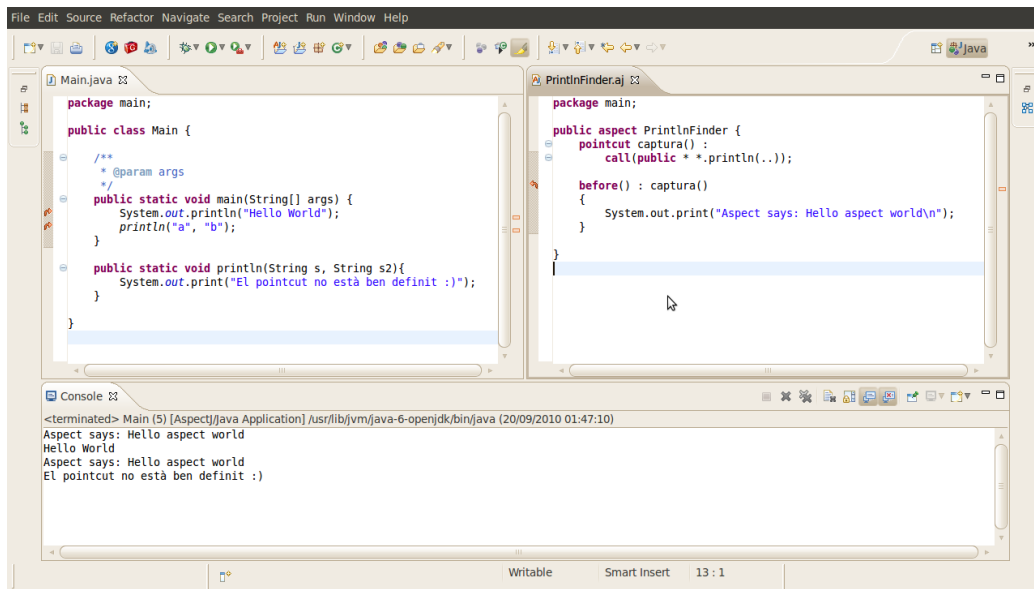 File Edit Source Refactor Navigate Search Project Run Window Help
Java
Main.java
package main;
public class Main {
/**
* @param args
*/
public static void main(String[] args) {
System.out.println("Hello World");
println("a", "b");
}
public static void println(String s, String s2){
System.out.print("El pointcut no està ben definit :)");
}
}
PrintlnFinder.aj
package main;
public aspect PrintlnFinder {
pointcut captura() :
call(public * *.println(..));
before() : captura()
{
System.out.print("Aspect says: Hello aspect world\n");
}
}
Console
<terminated> Main (5) [AspectJ/Java Application] /usr/lib/jvm/java-6-openjdk/bin/java (20/09/2010 01:47:10)
Aspect says: Hello aspect world
Hello World
Aspect says: Hello aspect world
El pointcut no està ben definit :)
Writable Smart Insert 13 : 1